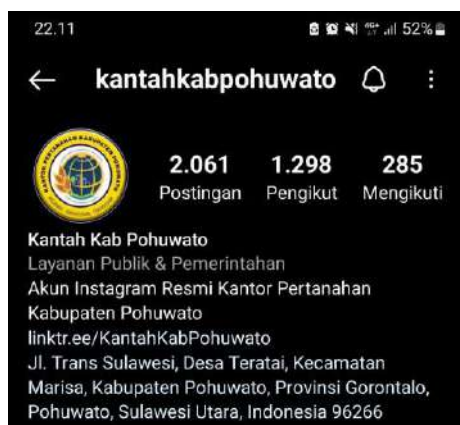 22.11 52%
kantahkabpohuwato
2.061 1.298 285
Postingan Pengikut Mengikuti
Kantah Kab Pohuwato
Layanan Publik & Pemerintahan
Akun Instagram Resmi Kantor Pertanahan
Kabupaten Pohuwato
linktr.ee/KantahKabPohuwato
Jl. Trans Sulawesi, Desa Teratai, Kecamatan
Marisa, Kabupaten Pohuwato, Provinsi Gorontalo,
Pohuwato, Sulawesi Utara, Indonesia 96266